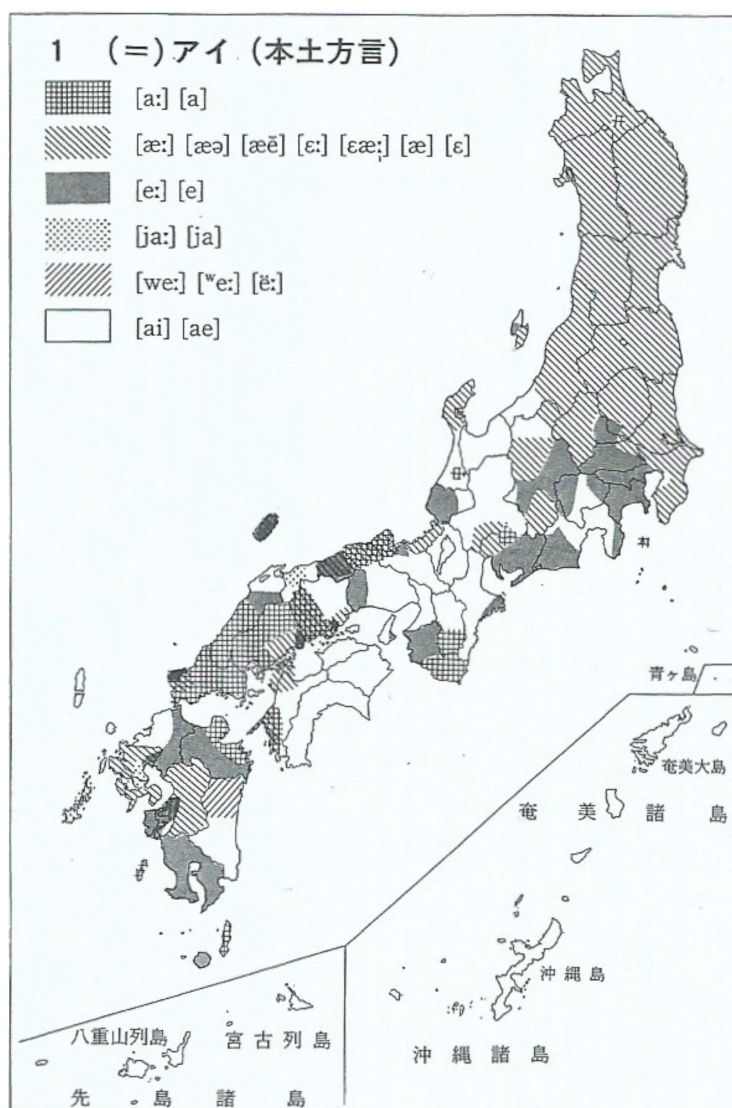 1 (=)アイ(本土方言)
[aː] [a]
[æː] [æə] [æē] [ɛː] [ɛæ̞ː] [æ] [ɛ]
[eː] [e]
[jaː] [ja]
[weː] [ʷeː] [ëː]
[ai] [ae]
青ヶ島
奄美大島
奄美諸島
沖縄島
沖縄諸島
八重山列島
宮古列島
先島諸島